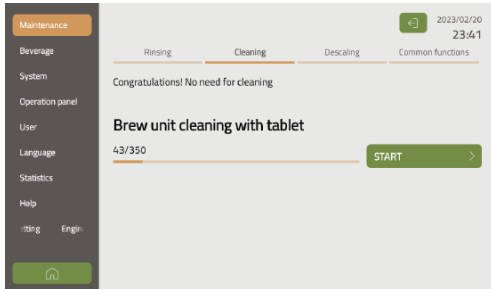 Maintenance
Beverage
System
Operation panel
User
Language
Statistics
Help
2023/02/20
23:41
Rinsing Cleaning Descaling Common functions
Congratulations! No need for cleaning
Brew unit cleaning with tablet
43/350
START